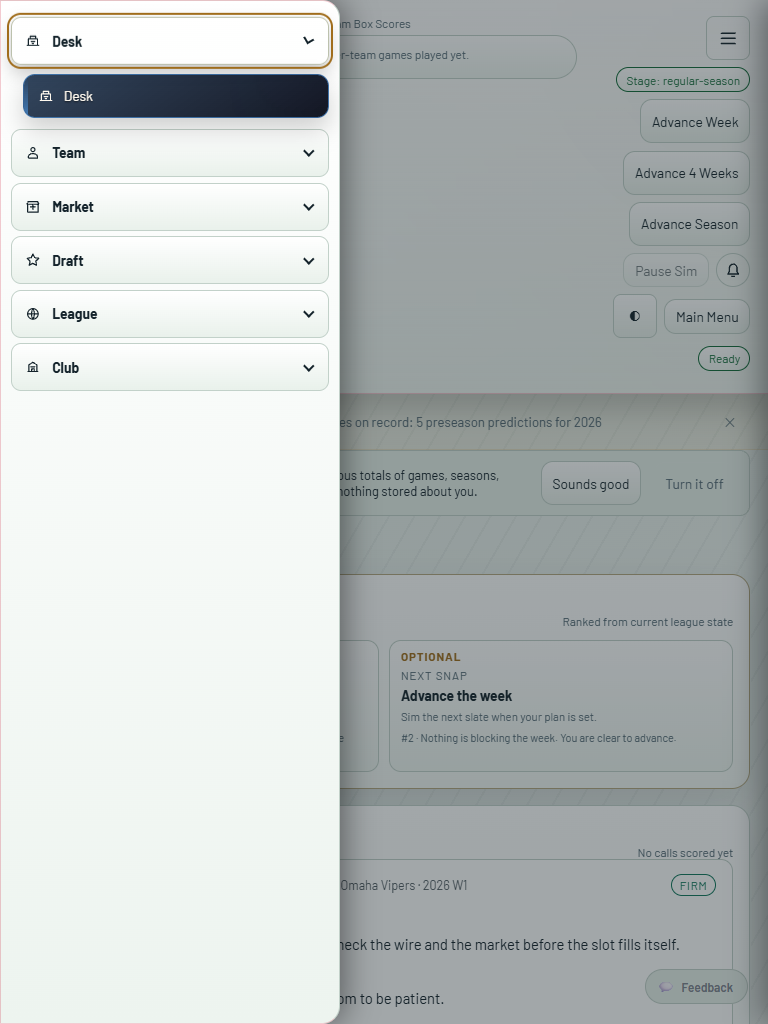 Desk
Desk
Team
Market
Draft
League
Club
Box Scores
r-team games played yet.
Stage: regular-season
Advance Week
Advance 4 Weeks
Advance Season
Pause Sim
Main Menu
Ready
es on record: 5 preseason predictions for 2026
ous totals of games, seasons,
nothing stored about you.
Sounds good
Turn it off
Ranked from current league state
OPTIONAL
NEXT SNAP
Advance the week
Sim the next slate when your plan is set.
#2 · Nothing is blocking the week. You are clear to advance.
No calls scored yet
Omaha Vipers · 2026 W1
FIRM
heck the wire and the market before the slot fills itself.
om to be patient.
Feedback